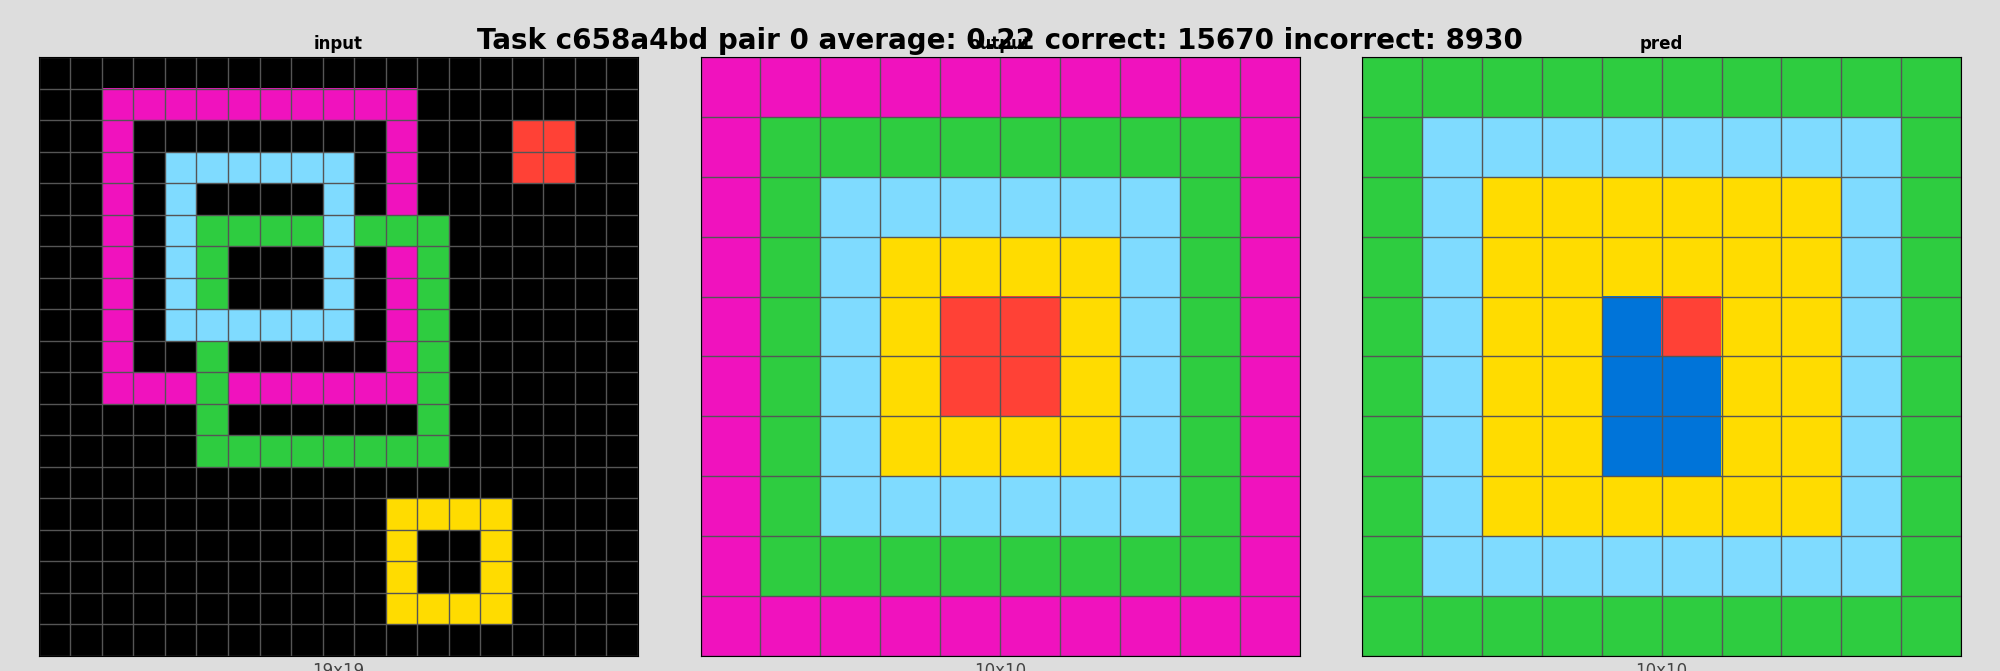 Task c658a4bd pair 0 average: 0.22 correct: 15670 incorrect: 8930
input
output
pred
19x19
10x10
10x10